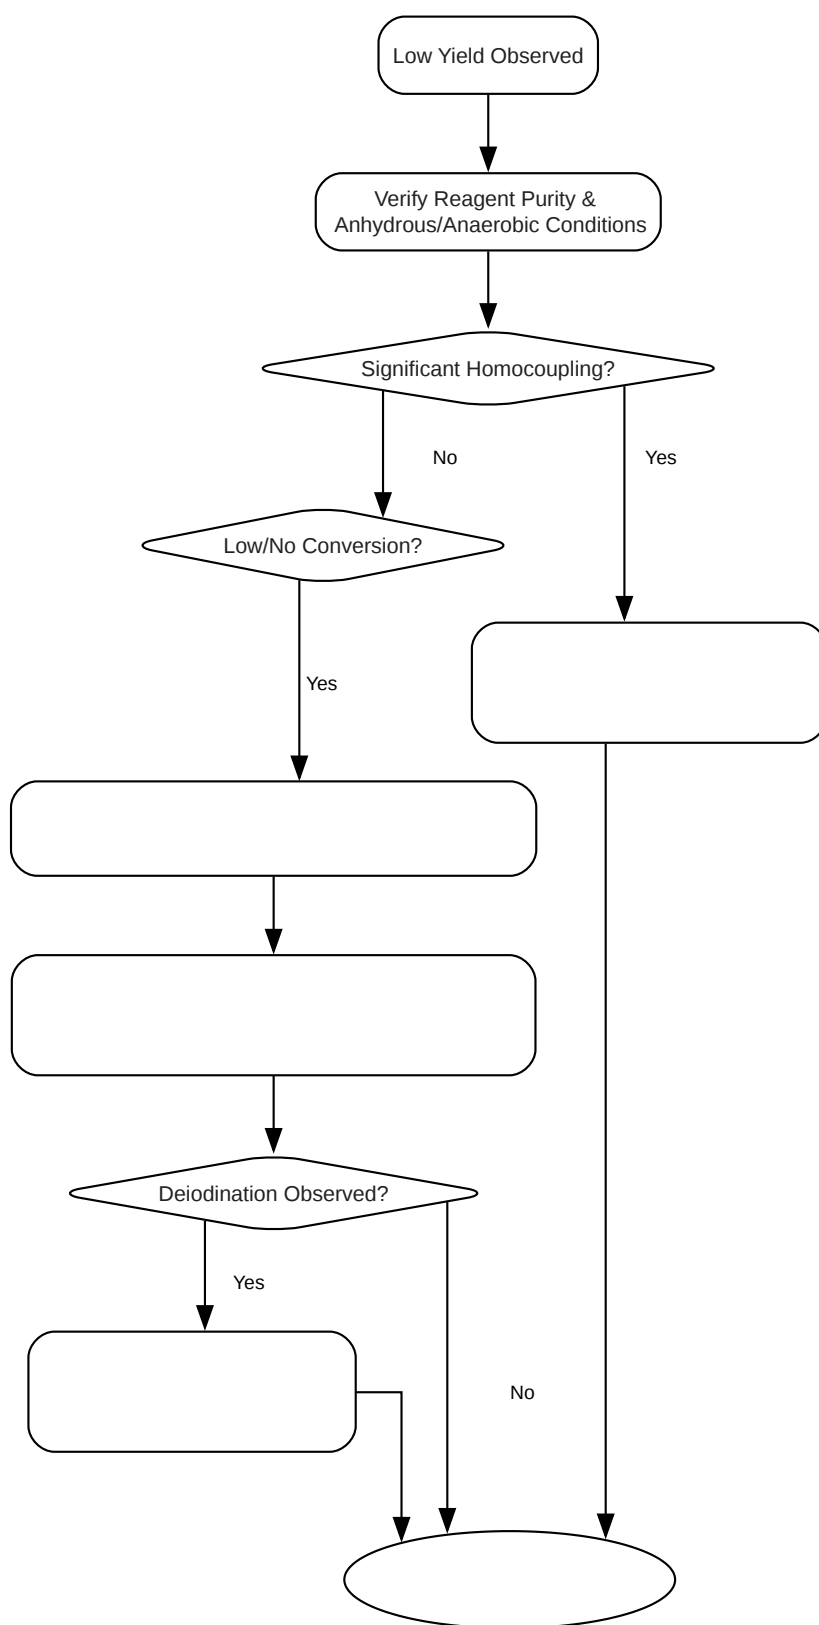 Low Yield Observed
Verify Reagent Purity &
Anhydrous/Anaerobic Conditions
Significant Homocoupling?
No
Yes
Low/No Conversion?
Yes
Deiodination Observed?
Yes
No